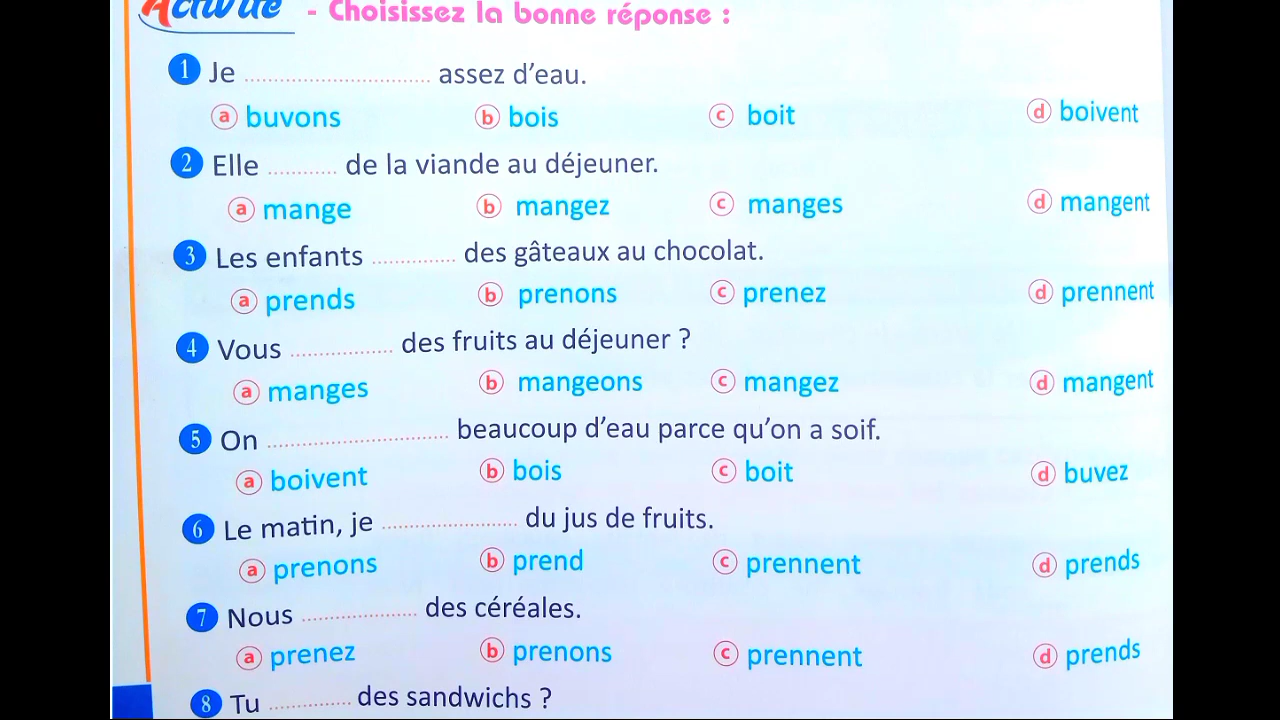 Activité - Choisissez la bonne réponse :
1 Je .............................. assez d'eau.
a buvons b bois c boit d boivent
2 Elle ............ de la viande au déjeuner.
a mange b mangez c manges d mangent
3 Les enfants .............. des gâteaux au chocolat.
a prends b prenons c prenez d prennent
4 Vous ................. des fruits au déjeuner ?
a manges b mangeons c mangez d mangent
5 On .............................. beaucoup d'eau parce qu'on a soif.
a boivent b bois c boit d buvez
6 Le matin, je ...................... du jus de fruits.
a prenons b prend c prennent d prends
7 Nous ................... des céréales.
a prenez b prenons c prennent d prends
8 Tu .............. des sandwichs ?